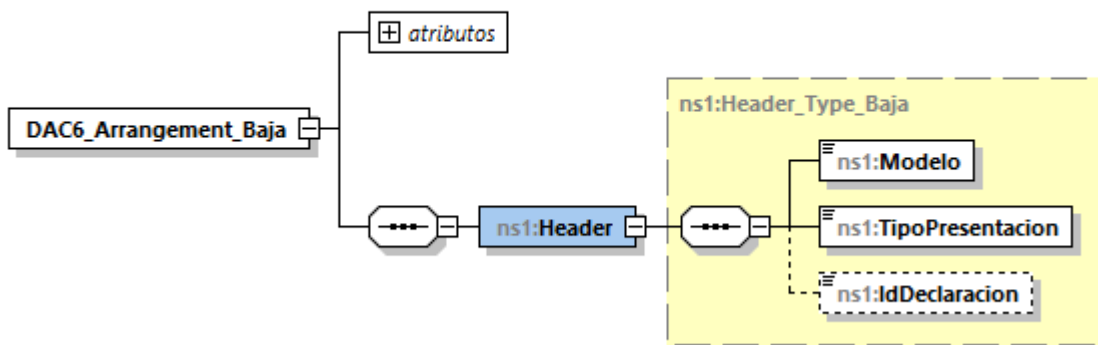 atributos
ns1:Header_Type_Baja
DAC6_Arrangement_Baja
ns1:Modelo
ns1:Header
ns1:TipoPresentacion
ns1:IdDeclaracion